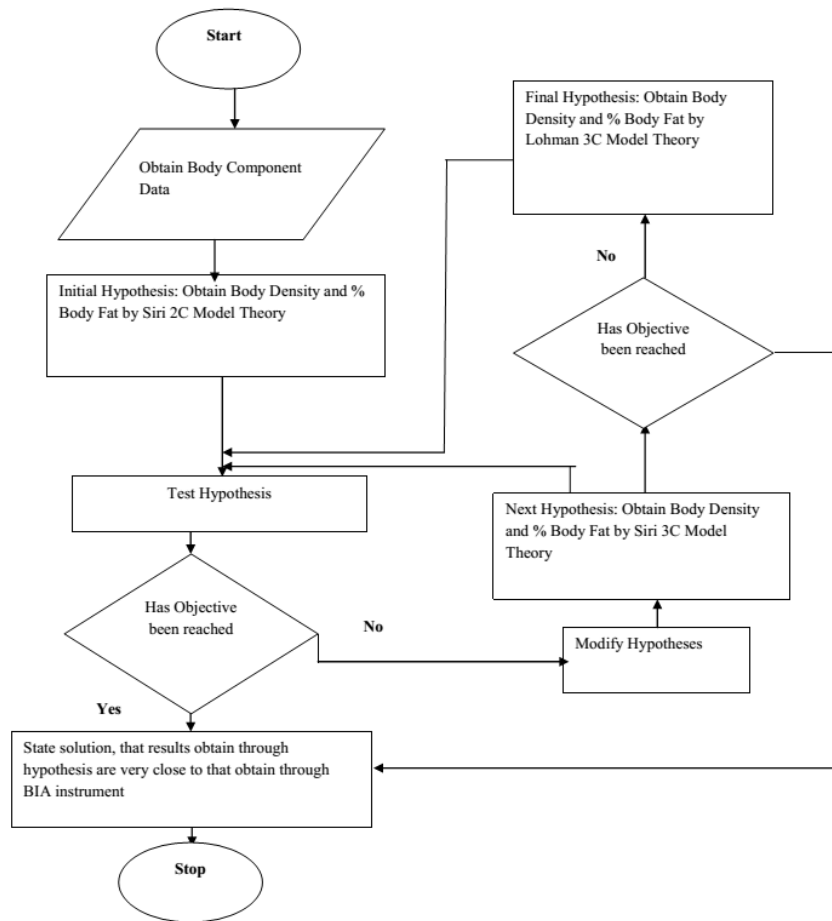 Start
Obtain Body Component
Data
Initial Hypothesis: Obtain Body Density and %
Body Fat by Siri 2C Model Theory
Test Hypothesis
Has Objective
been reached
No
Yes
Modify Hypotheses
Next Hypothesis: Obtain Body Density
and % Body Fat by Siri 3C Model
Theory
Has Objective
been reached
No
Final Hypothesis: Obtain Body
Density and % Body Fat by
Lohman 3C Model Theory
State solution, that results obtain through
hypothesis are very close to that obtain through
BIA instrument
Stop